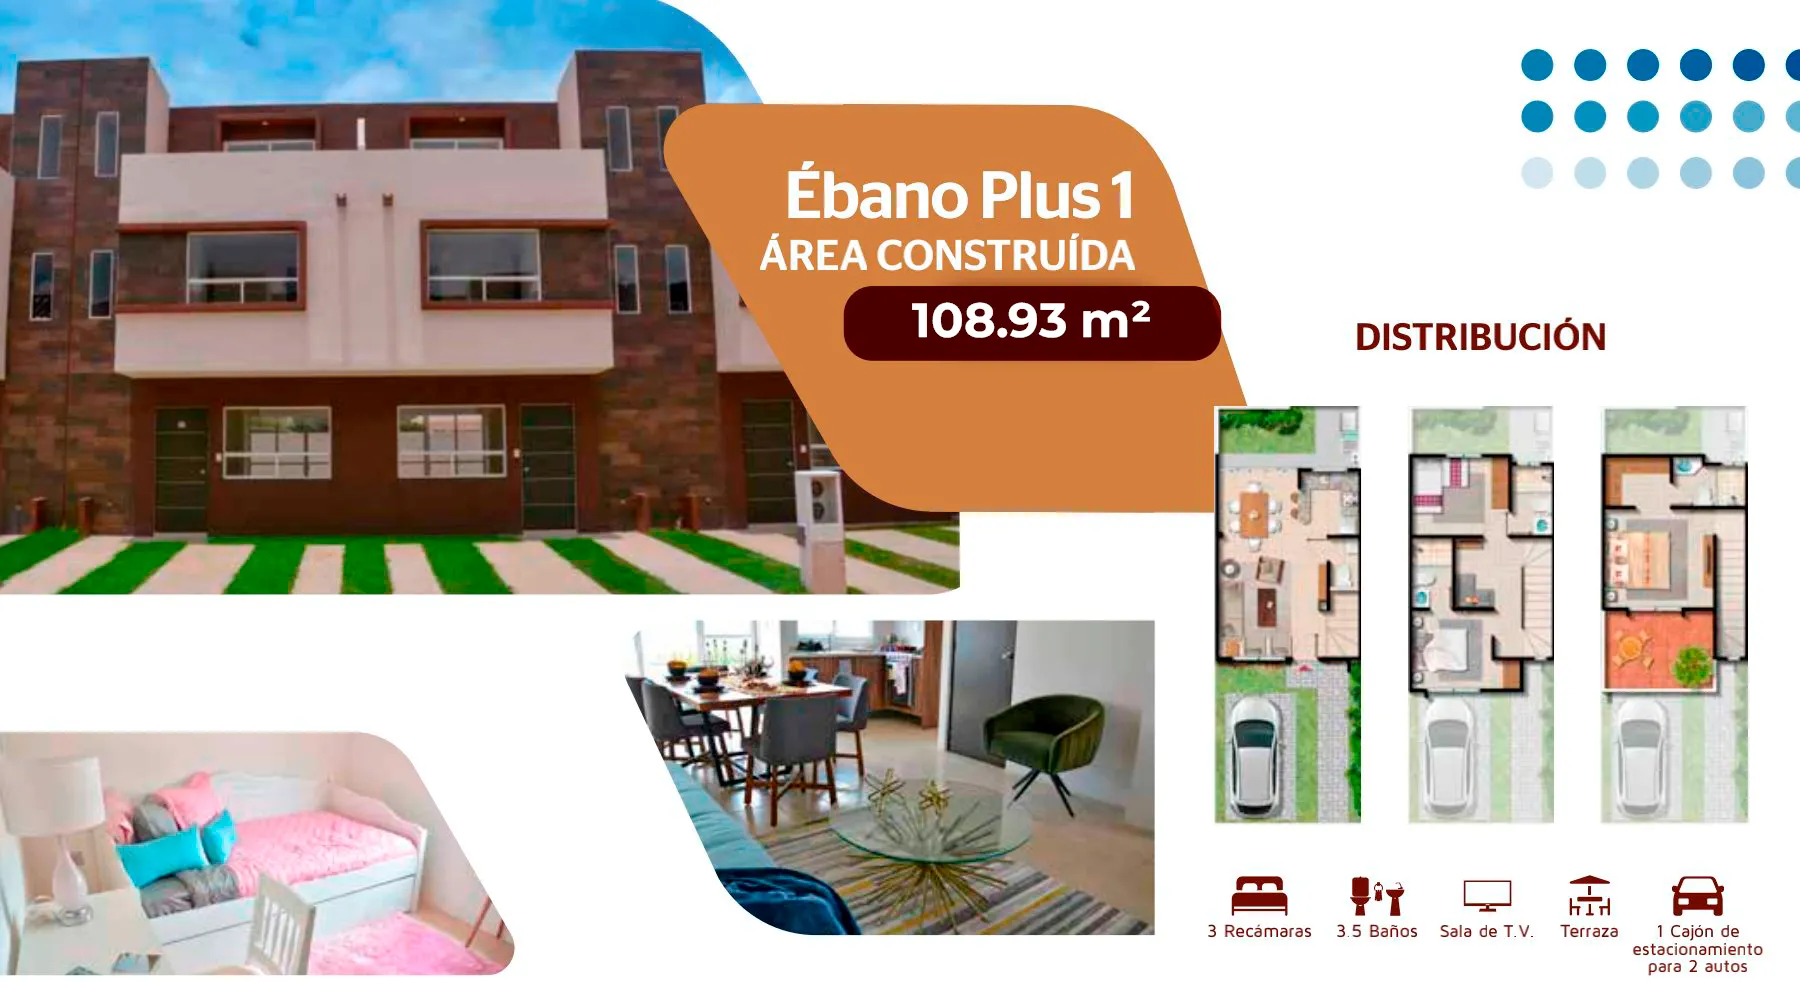 Ébano Plus 1
ÁREA CONSTRUÍDA
108.93 m²
DISTRIBUCIÓN
3 Recámaras
3.5 Baños
Sala de T.V.
Terraza
1 Cajón de
estacionamiento
para 2 autos